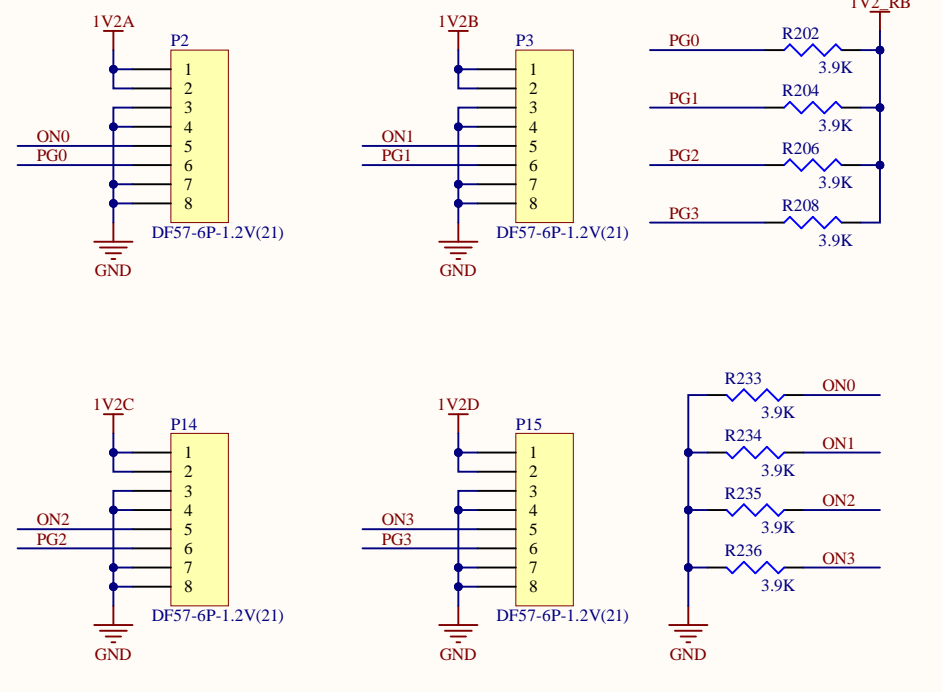 1V2A
P2
1
2
3
4
5
6
7
8
ON0
PG0
DF57-6P-1.2V(21)
GND
1V2B
P3
1
2
3
4
5
6
7
8
ON1
PG1
DF57-6P-1.2V(21)
GND
1V2_RB
PG0
R202
3.9K
PG1
R204
3.9K
PG2
R206
3.9K
PG3
R208
3.9K
1V2C
P14
1
2
3
4
5
6
7
8
ON2
PG2
DF57-6P-1.2V(21)
GND
1V2D
P15
1
2
3
4
5
6
7
8
ON3
PG3
DF57-6P-1.2V(21)
GND
R233
ON0
3.9K
R234
ON1
3.9K
R235
ON2
3.9K
R236
ON3
3.9K
GND